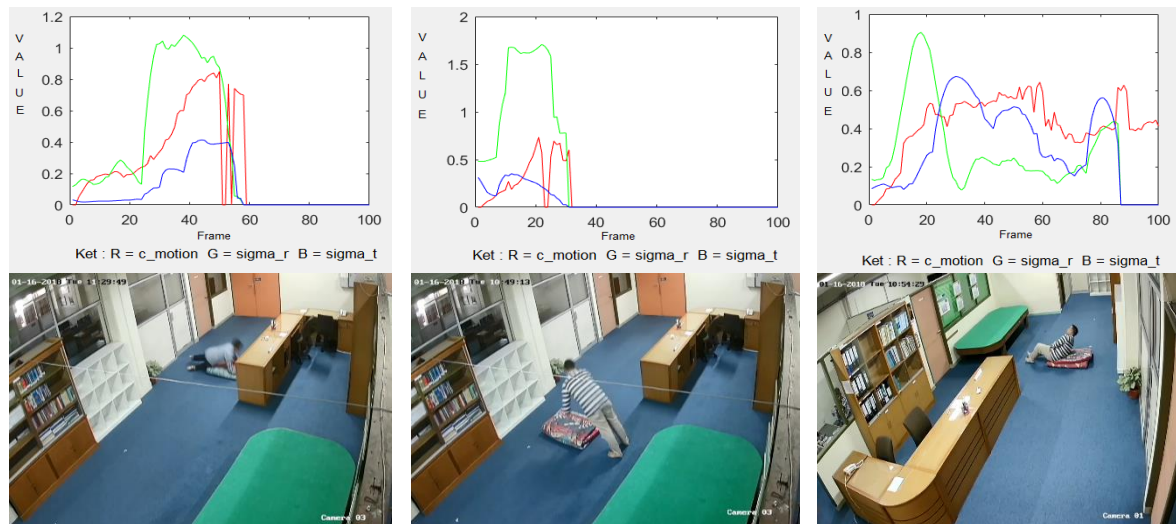 VALUE
1.2
1
0.8
0.6
0.4
0.2
0
0 20 40 60 80 100
Frame
Ket : R = c_motion G = sigma_r B = sigma_t
VALUE
2
1.5
1
0.5
0
0 20 40 60 80 100
Frame
Ket : R = c_motion G = sigma_r B = sigma_t
VALUE
1
0.8
0.6
0.4
0.2
0
0 20 40 60 80 100
Frame
Ket : R = c_motion G = sigma_r B = sigma_t
01-16-2018 Tue
Camera 03
01-16-2018 Tue 10:49:13
Camera 03
01-16-2018 Tue 10:54:29
Camera 01